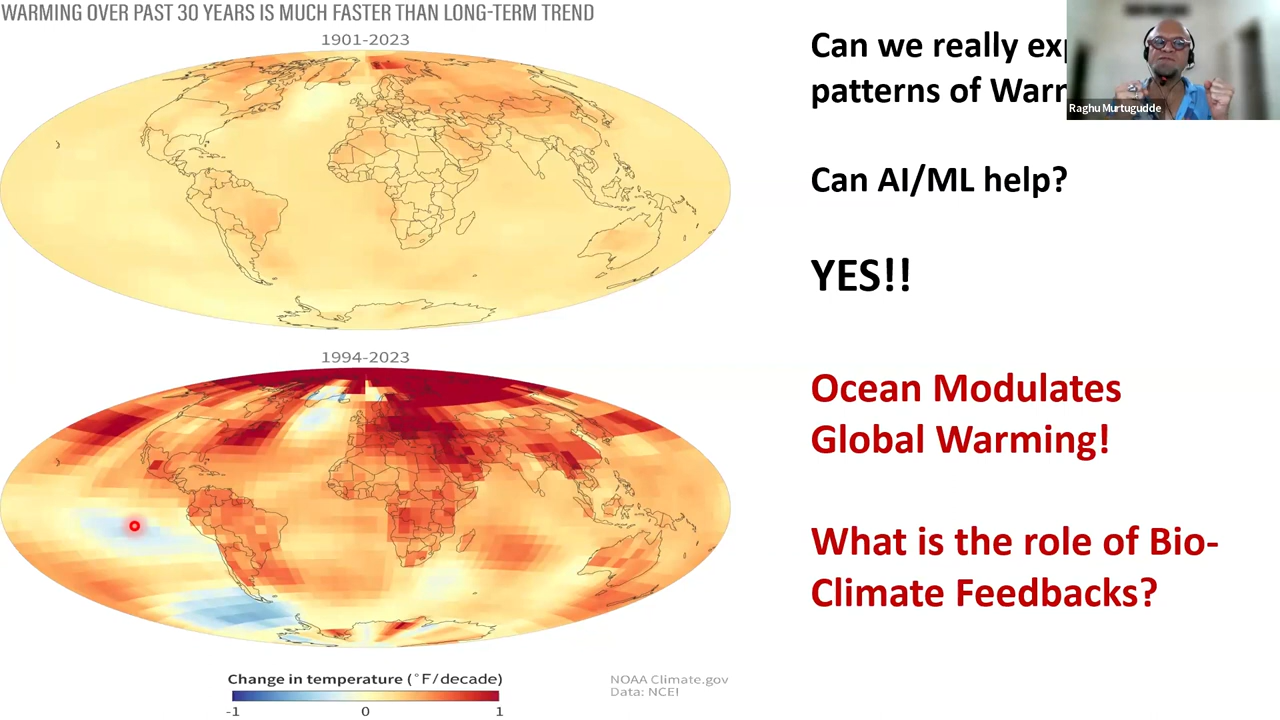 WARMING OVER PAST 30 YEARS IS MUCH FASTER THAN LONG-TERM TREND
1901-2023
1994-2023
Change in temperature (°F/decade)
-1 0 1
NOAA Climate.gov
Data: NCEI
Can we really
patterns of
Can AI/ML help?
YES!!
Ocean Modulates
Global Warming!
What is the role of Bio-
Climate Feedbacks?
Raghu Murtugudde